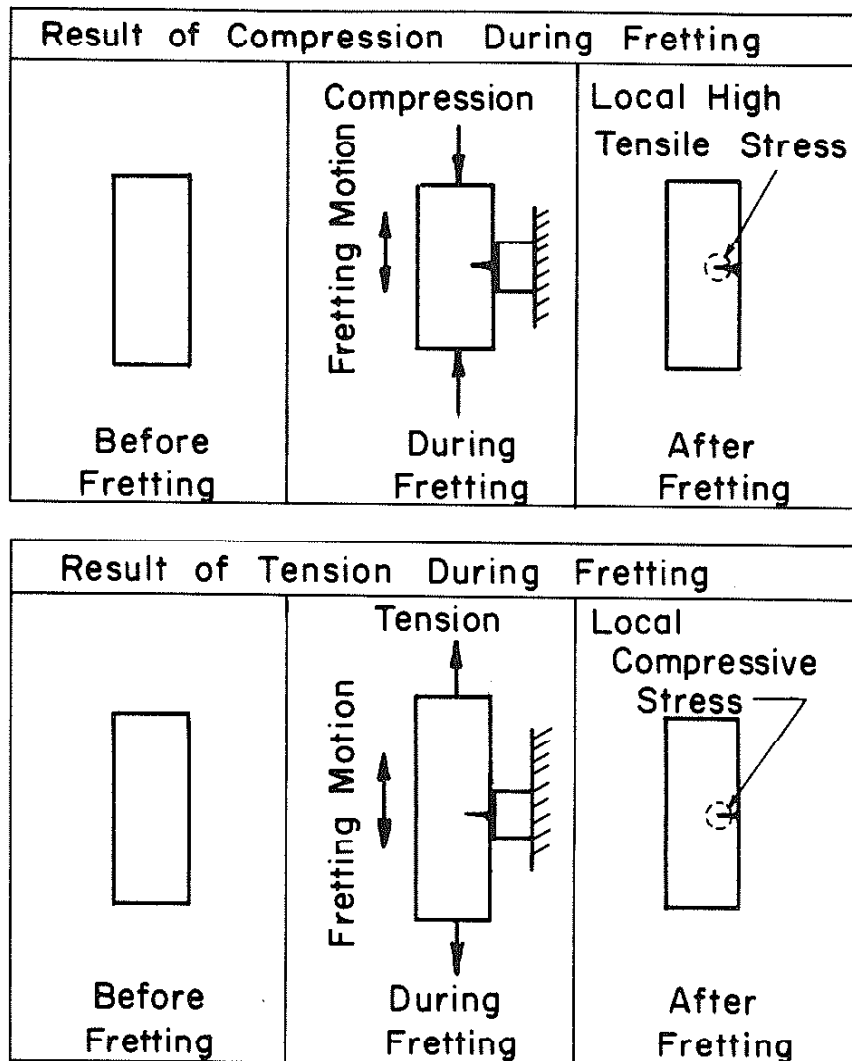 Result of Compression During Fretting
Compression
Fretting Motion
Local High
Tensile Stress
Before
Fretting
During
Fretting
After
Fretting
Result of Tension During Fretting
Tension
Fretting Motion
Local
Compressive
Stress
Before
Fretting
During
Fretting
After
Fretting